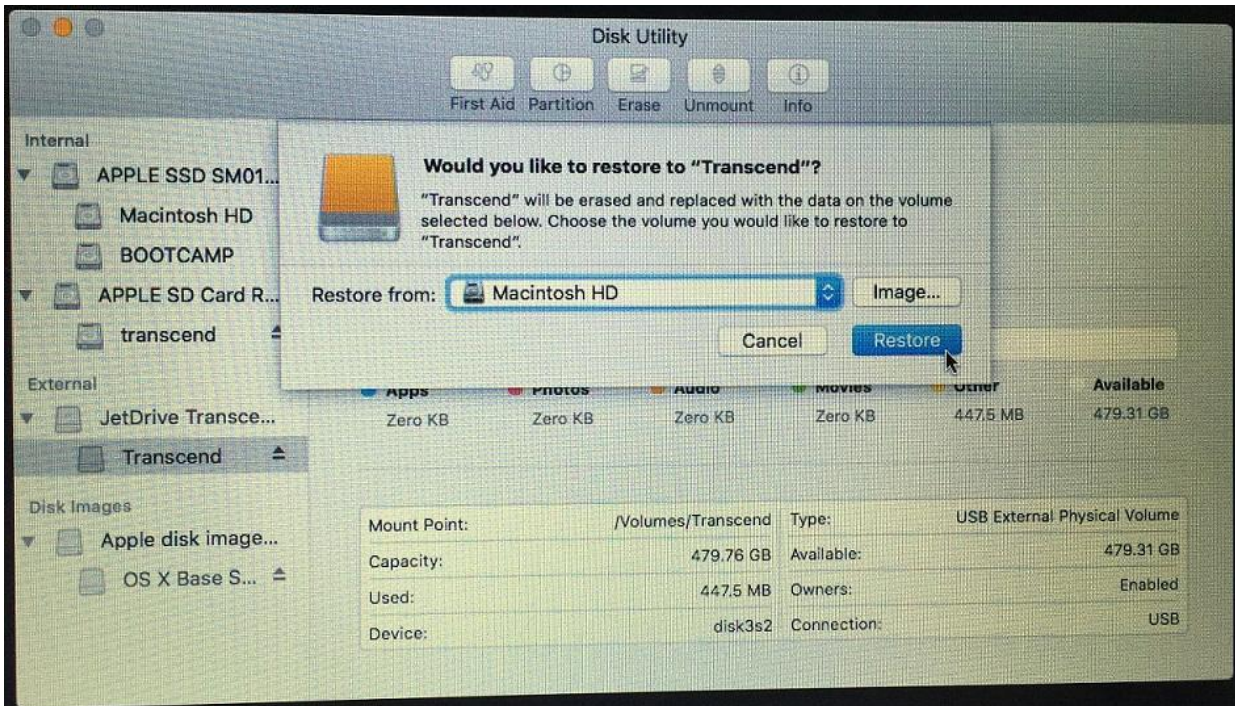 Disk Utility
First Aid Partition Erase Unmount Info
Internal
APPLE SSD SM01...
Macintosh HD
BOOTCAMP
APPLE SD Card R...
transcend
External
JetDrive Transce...
Transcend
Disk Images
Apple disk image...
OS X Base S...
Would you like to restore to “Transcend”?
“Transcend” will be erased and replaced with the data on the volume
selected below. Choose the volume you would like to restore to
“Transcend”.
Restore from: Macintosh HD Image...
Cancel Restore
Apps Photos Audio Movies Other Available
Zero KB Zero KB Zero KB Zero KB 447.5 MB 479.31 GB
Mount Point: /Volumes/Transcend Type: USB External Physical Volume
Capacity: 479.76 GB Available: 479.31 GB
Used: 447.5 MB Owners: Enabled
Device: disk3s2 Connection: USB